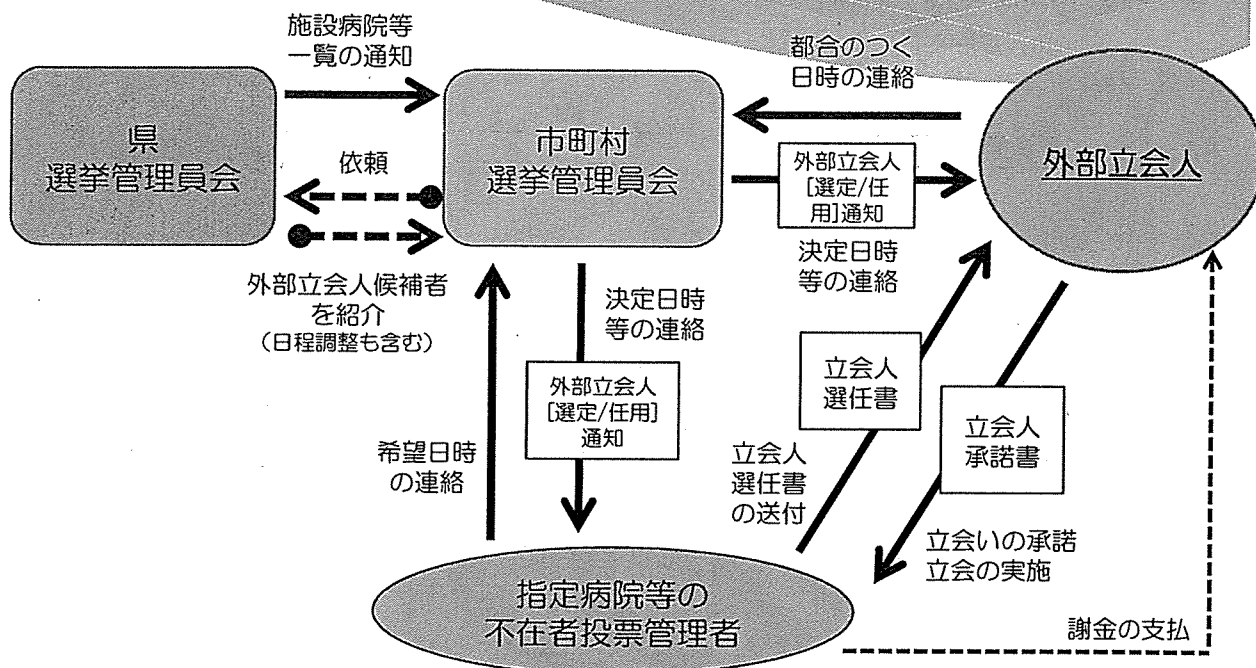 施設病院等
一覧の通知
県
選挙管理員会
依頼
外部立会人候補者
を紹介
(日程調整も含む)
市町村
選挙管理員会
都合のつく
日時の連絡
外部立会人
[選定/任
用]通知
決定日時
等の連絡
外部立会人
希望日時
の連絡
決定日時
等の連絡
外部立会人
[選定/任用]
通知
立会人
選任書
立会人
選任書
の送付
立会人
承諾書
立会いの承諾
立会の実施
指定病院等の
不在者投票管理者
謝金の支払